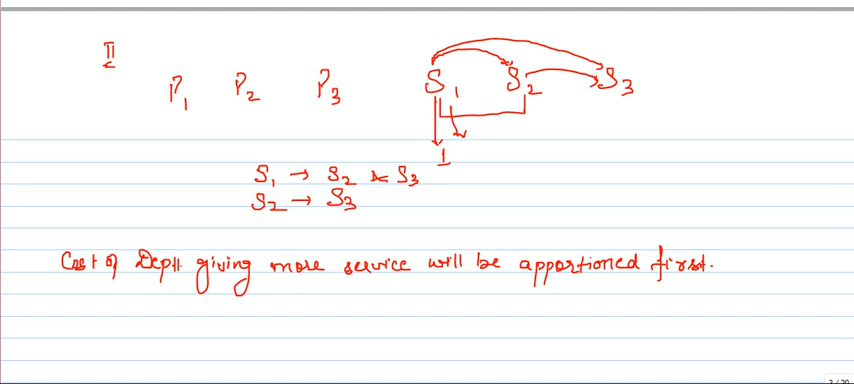 II
P1 P2 P3 S1 S2 S3
1
S1 → S2 & S3
S2 → S3
Cost of Deptt giving more service will be apportioned first.